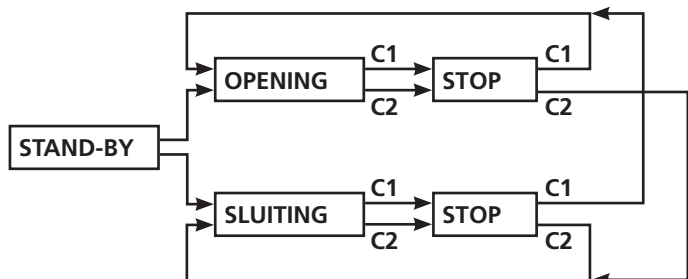 C1 C1
OPENING STOP
C2 C2
STAND-BY
C1 C1
SLUITING STOP
C2 C2